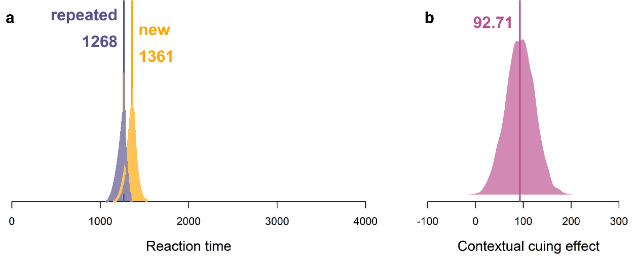 a
repeated
1268
new
1361
0 1000 2000 3000 4000
Reaction time
b
92.71
-100 0 100 200 300
Contextual cuing effect